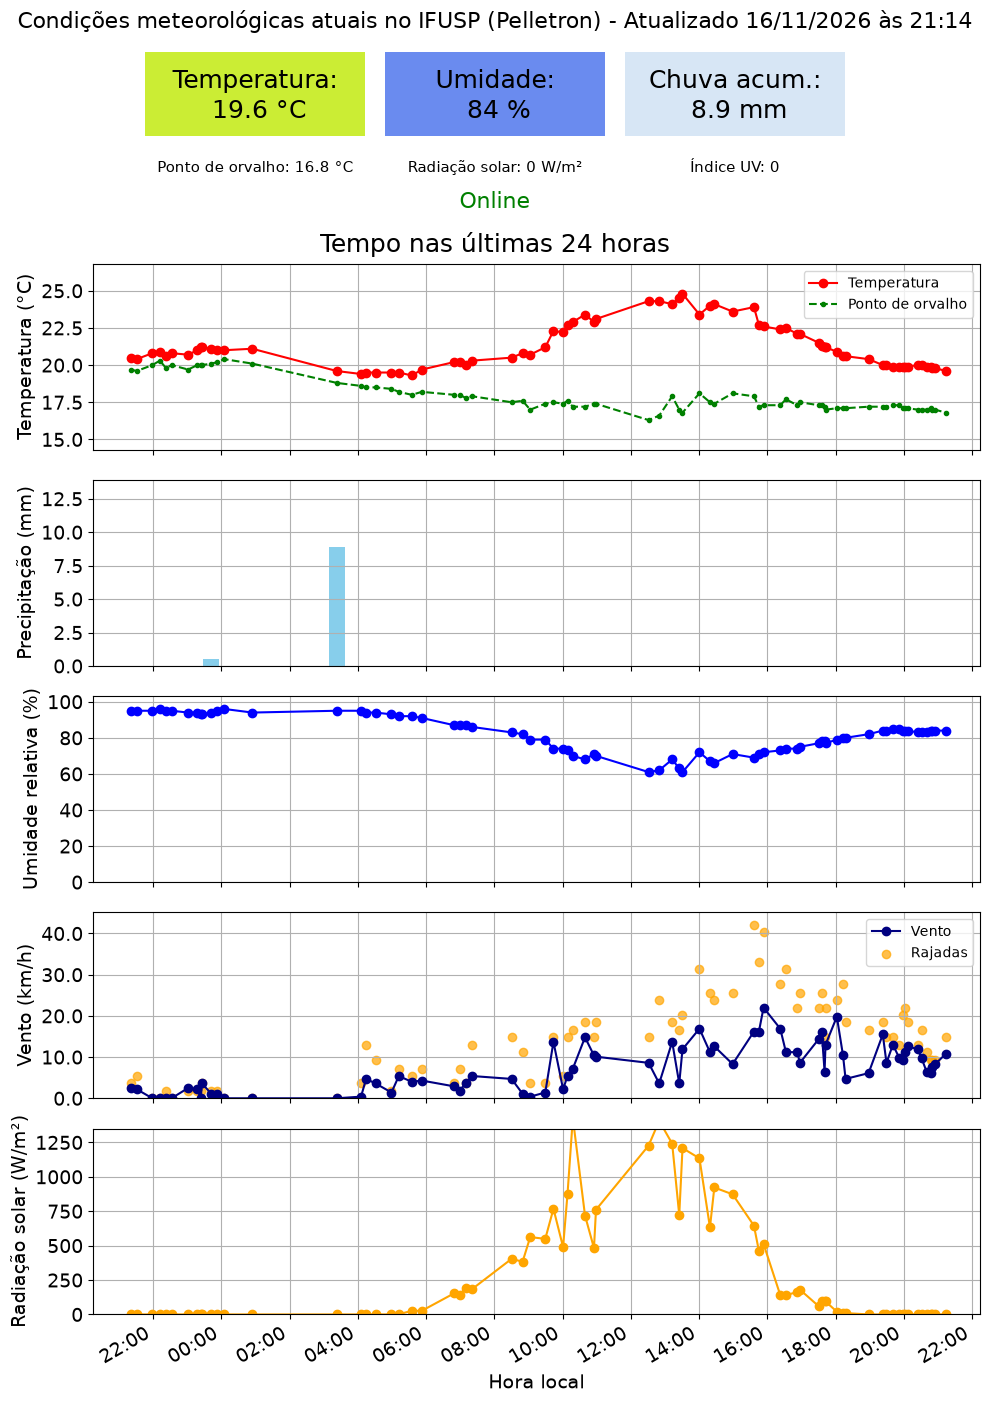 Condições meteorológicas atuais no IFUSP (Pelletron) - Atualizado 16/11/2026 às 21:14
Temperatura:
19.6 °C
Umidade:
84 %
Chuva acum.:
8.9 mm
Ponto de orvalho: 16.8 °C
Radiação solar: 0 W/m²
Índice UV: 0
Online
Tempo nas últimas 24 horas
Temperatura (°C)
25.0
22.5
20.0
17.5
15.0
Temperatura
Ponto de orvalho
Precipitação (mm)
12.5
10.0
7.5
5.0
2.5
0.0
Umidade relativa (%)
100
80
60
40
20
0
Vento (km/h)
40.0
30.0
20.0
10.0
0.0
Vento
Rajadas
Radiação solar (W/m²)
1250
1000
750
500
250
0
22:00
00:00
02:00
04:00
06:00
08:00
10:00
12:00
14:00
16:00
18:00
20:00
22:00
Hora local